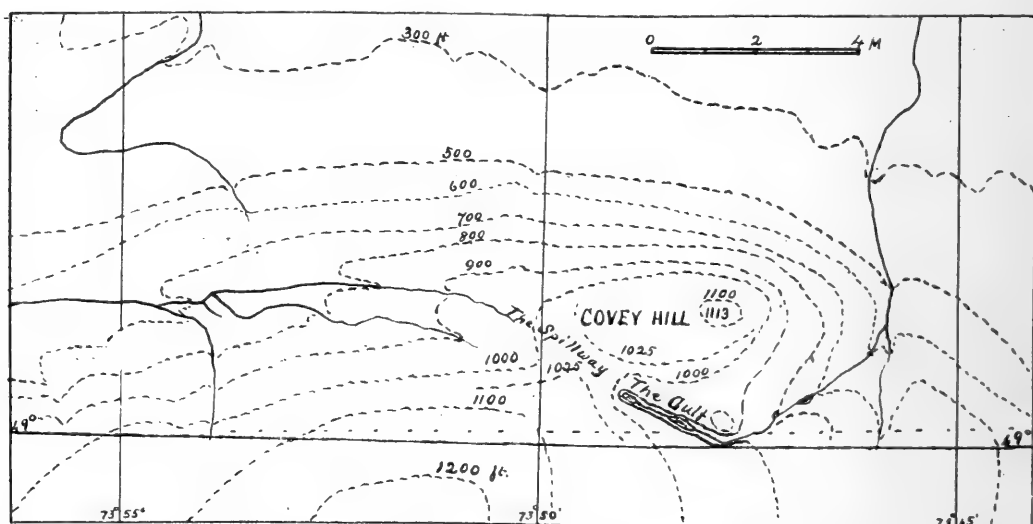 300 ft
0 2 4 M
500
600
700
800
900
1100
1113
COVEY HILL
The Spillway
1025
1000
1000
1025
1100
The Gulf
49°
49°
1200 ft.
73°55'
73°50'
73°45'